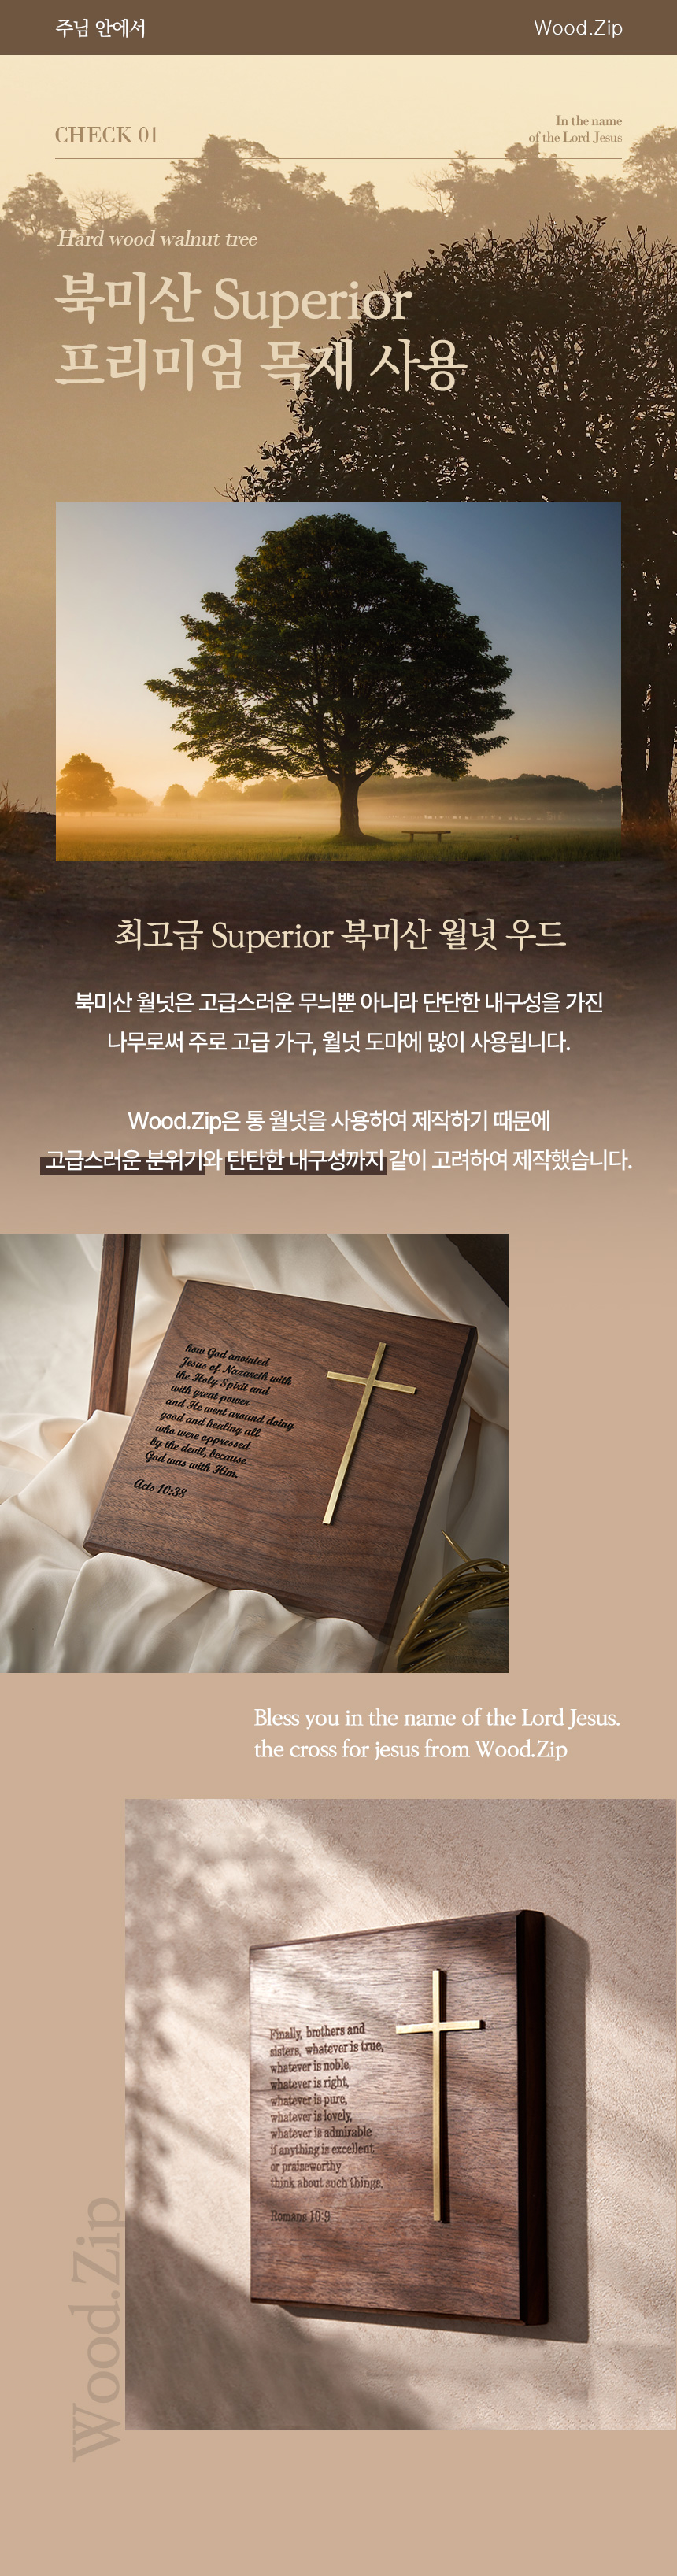 주님 안에서
Wood.Zip
CHECK 01
In the name
of the Lord Jesus
Hard wood walnut tree
북미산 Superior
프리미엄 목재 사용
최고급 Superior 북미산 월넛 우드
북미산 월넛은 고급스러운 무늬뿐 아니라 단단한 내구성을 가진
나무로써 주로 고급 가구, 월넛 도마에 많이 사용됩니다.
Wood.Zip은 통 월넛을 사용하여 제작하기 때문에
고급스러운 분위기와 탄탄한 내구성까지 같이 고려하여 제작했습니다.
how God anointed
Jesus of Nazareth with
the Holy Spirit and
with great power
and He went around doing
good and healing all
who were oppressed
by the devil, because
God was with Him.
Acts 10:38
Bless you in the name of the Lord Jesus.
the cross for jesus from Wood.Zip
Finally, brothers and
sisters, whatever is true,
whatever is noble,
whatever is right,
whatever is pure,
whatever is lovely,
whatever is admirable
if anything is excellent
or praiseworthy
think about such things.
Romans 10:9
Wood.Zip